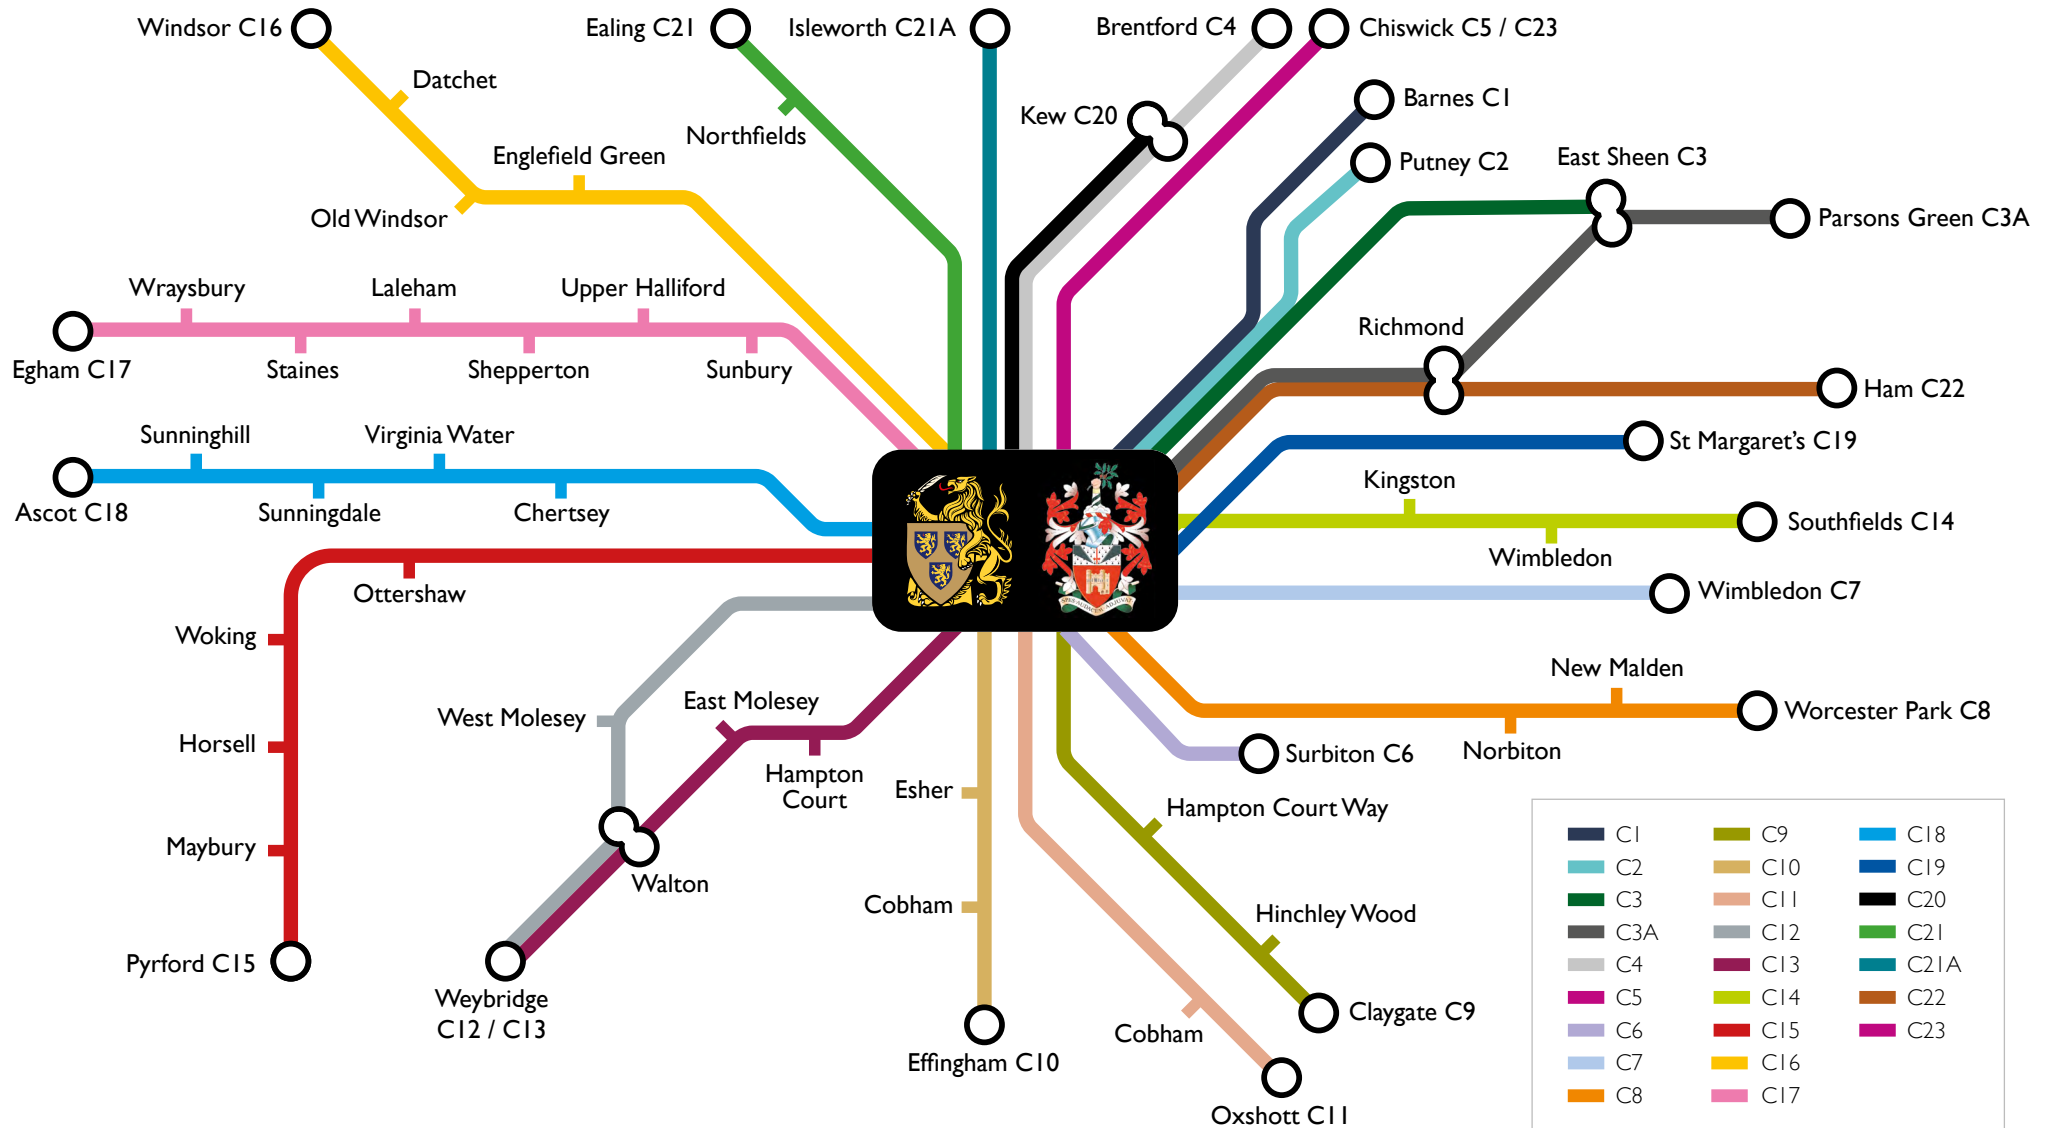 Windsor C16
Ealing C21
Isleworth C21A
Brentford C4
Chiswick C5 / C23
Datchet
Barnes C1
Kew C20
Northfields
Englefield Green
Putney C2
East Sheen C3
Old Windsor
Parsons Green C3A
Wraysbury
Laleham
Upper Halliford
Richmond
Egham C17
Staines
Shepperton
Sunbury
Ham C22
Sunninghill
Virginia Water
St Margaret's C19
Kingston
Ascot C18
Sunningdale
Chertsey
Southfields C14
Wimbledon
Ottershaw
Wimbledon C7
Woking
New Malden
West Molesey
East Molesey
Worcester Park C8
Horsell
Norbiton
Surbiton C6
Hampton
Court
Esher
Hampton Court Way
Maybury
Walton
Cobham
Hinchley Wood
Pyrford C15
Weybridge
C12 / C13
Claygate C9
Cobham
Effingham C10
Oxshott C11
C1
C2
C3
C3A
C4
C5
C6
C7
C8
C9
C10
C11
C12
C13
C14
C15
C16
C17
C18
C19
C20
C21
C21A
C22
C23